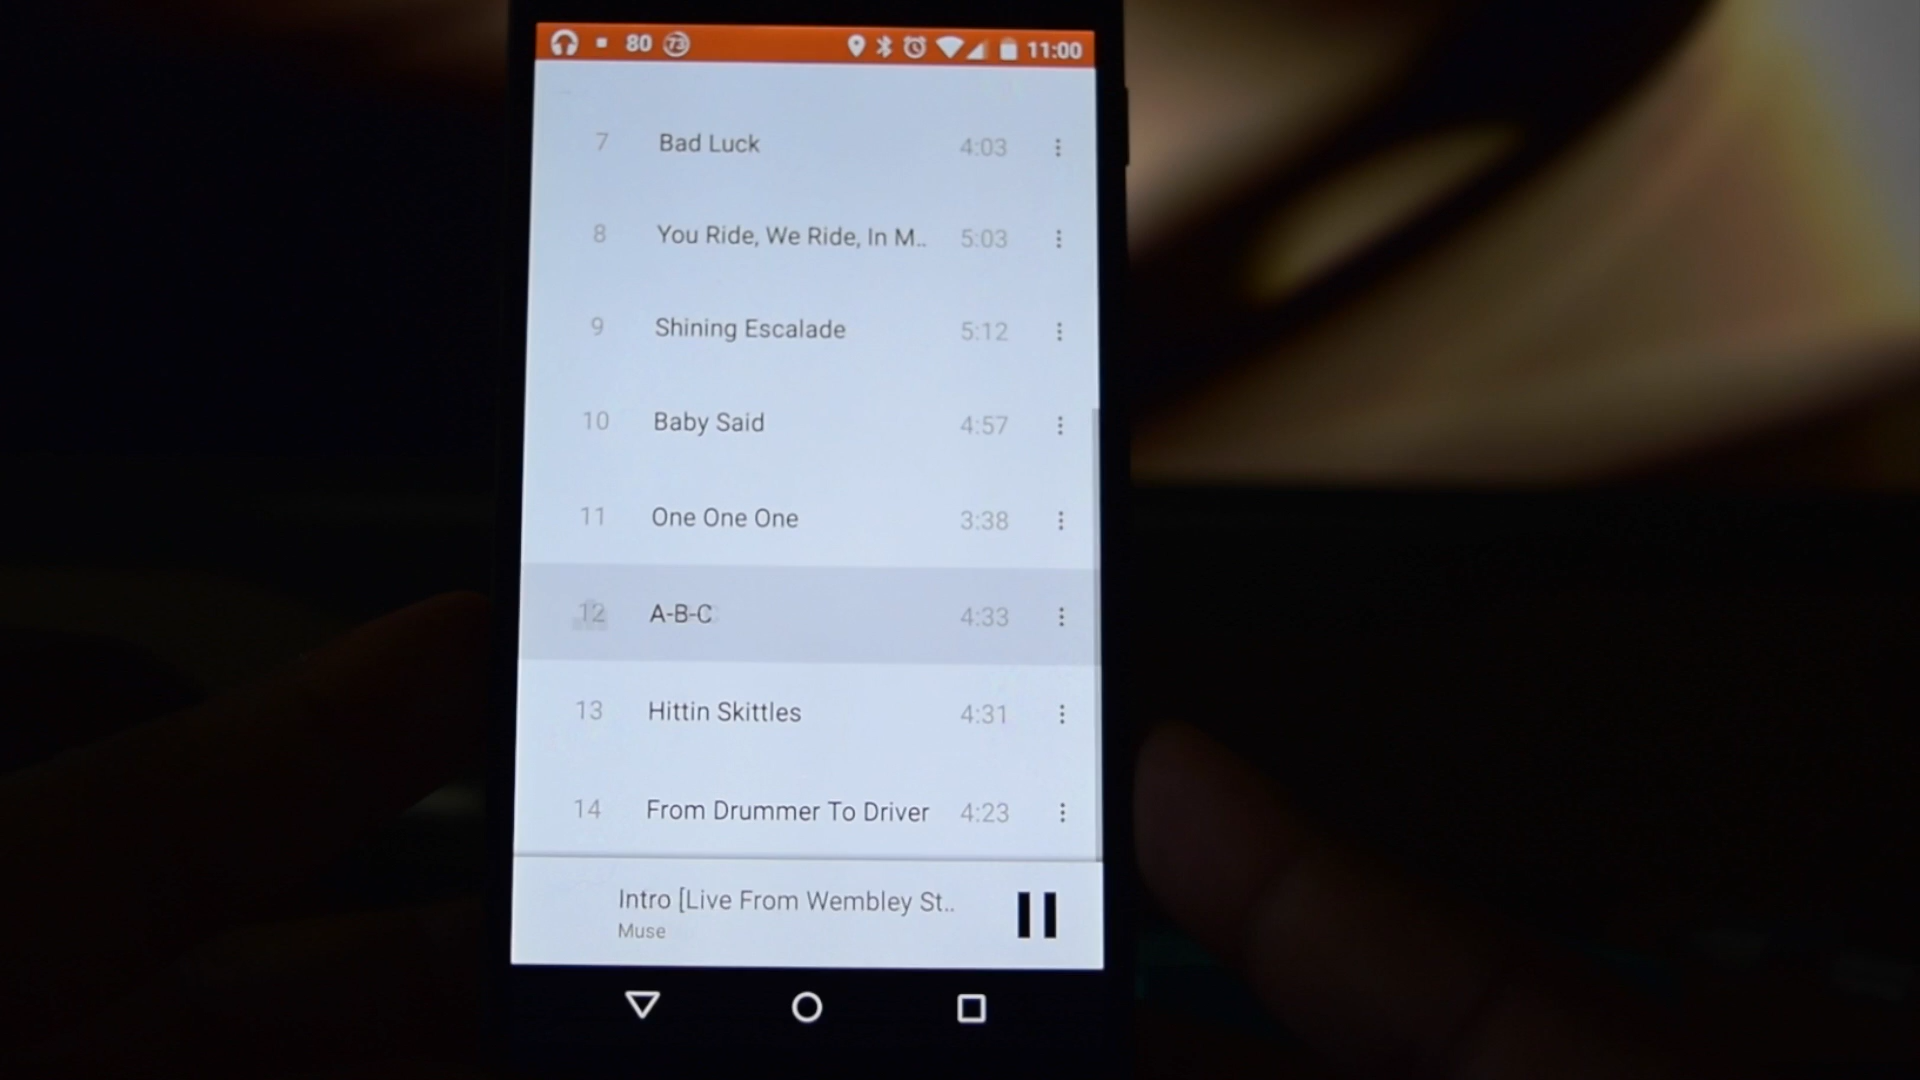 80 73 11:00
7 Bad Luck 4:03
8 You Ride, We Ride, In M.. 5:03
9 Shining Escalade 5:12
10 Baby Said 4:57
11 One One One 3:38
12 A-B-C 4:33
13 Hittin Skittles 4:31
14 From Drummer To Driver 4:23
Intro [Live From Wembley St..
Muse